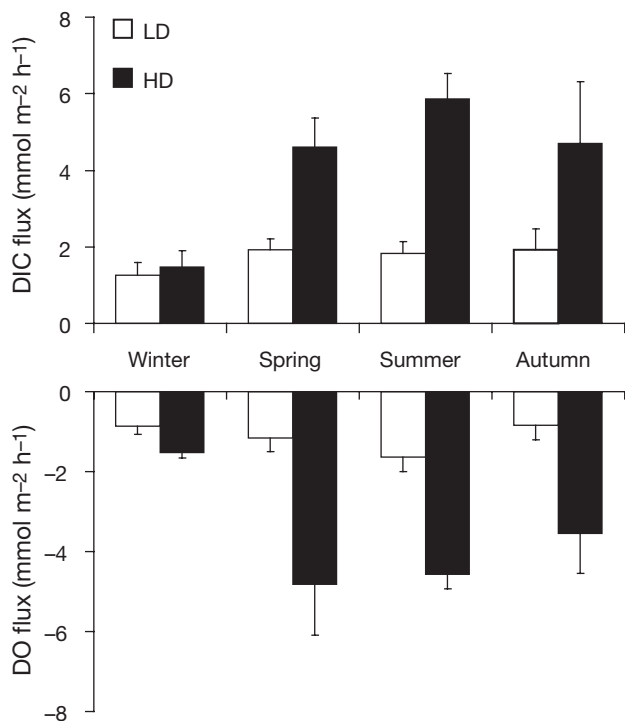 8
6
4
2
0
DIC flux (mmol m⁻² h⁻¹)
LD
HD
Winter Spring Summer Autumn
0
–2
–4
–6
–8
DO flux (mmol m⁻² h⁻¹)